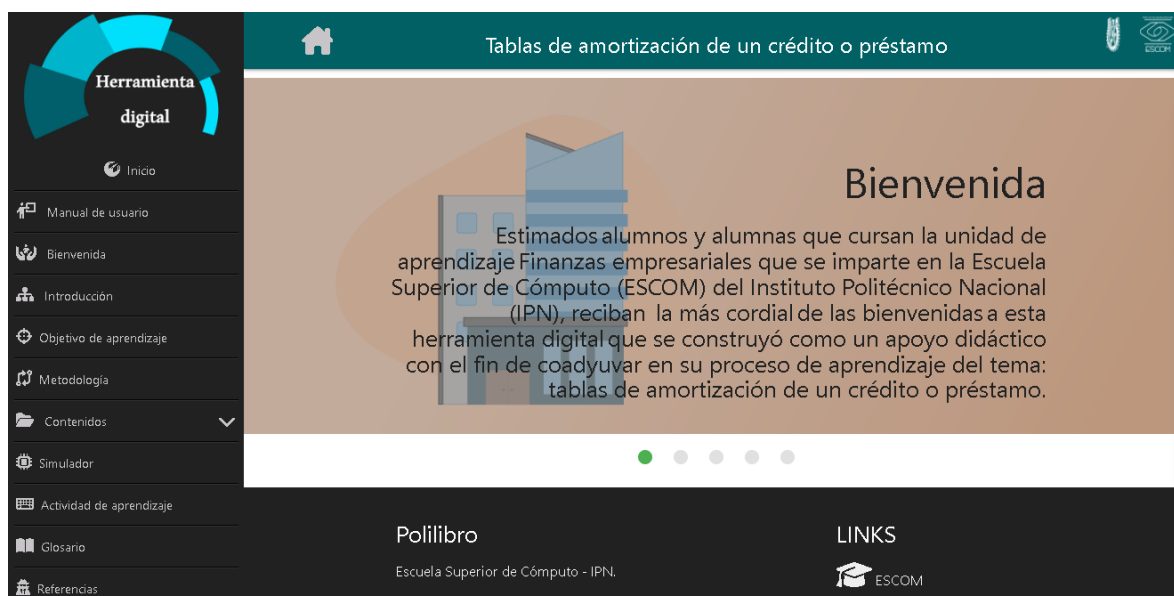 Herramienta
digital
Inicio
Manual de usuario
Bienvenida
Introducción
Objetivo de aprendizaje
Metodología
Contenidos
Simulador
Actividad de aprendizaje
Glosario
Referencias
Tablas de amortización de un crédito o préstamo
ESCOM
Bienvenida
Estimados alumnos y alumnas que cursan la unidad de
aprendizaje Finanzas empresariales que se imparte en la Escuela
Superior de Cómputo (ESCOM) del Instituto Politécnico Nacional
(IPN), reciban la más cordial de las bienvenidas a esta
herramienta digital que se construyó como un apoyo didáctico
con el fin de coadyuvar en su proceso de aprendizaje del tema:
tablas de amortización de un crédito o préstamo.
Polilibro
Escuela Superior de Cómputo - IPN.
LINKS
ESCOM